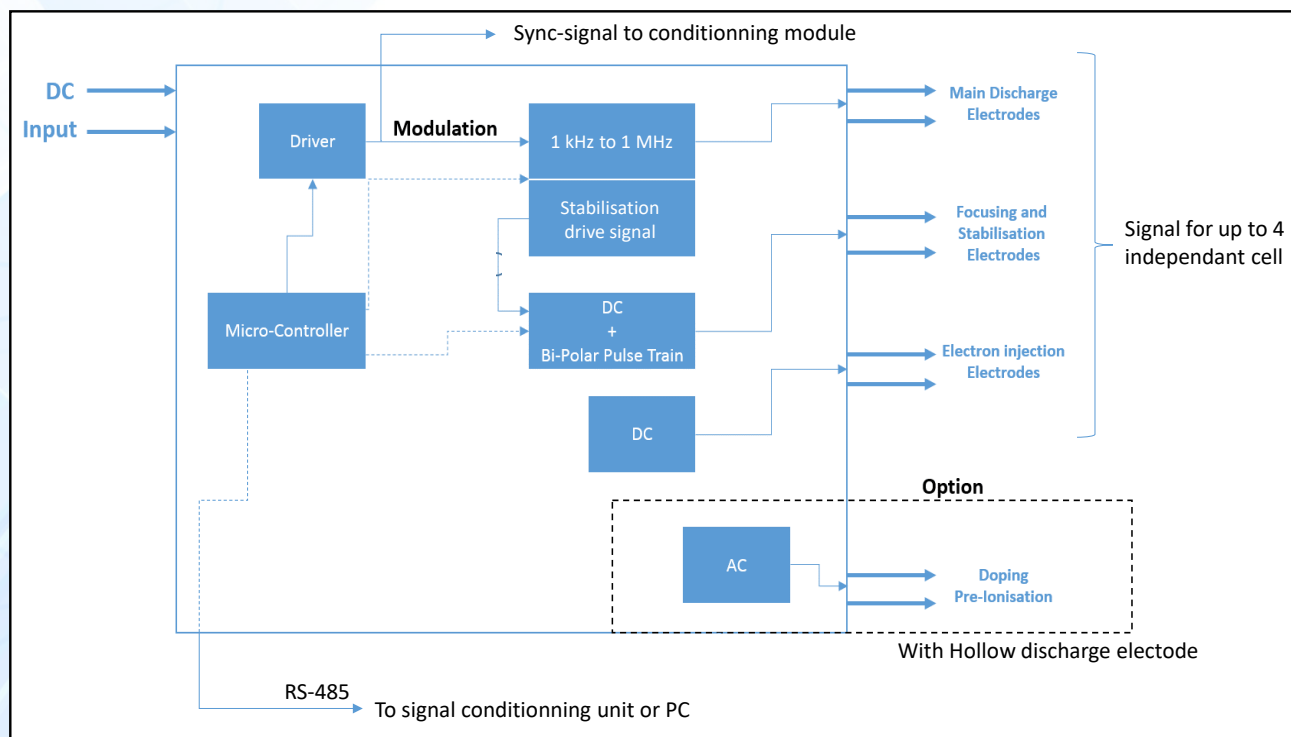 Sync-signal to conditionning module
DC
Input
Driver
Modulation
1 kHz to 1 MHz
Main Discharge
Electrodes
Stabilisation
drive signal
Focusing and
Stabilisation
Electrodes
Signal for up to 4
independant cell
Micro-Controller
DC
+
Bi-Polar Pulse Train
Electron injection
Electrodes
DC
Option
AC
Doping
Pre-Ionisation
With Hollow discharge electode
RS-485
To signal conditionning unit or PC